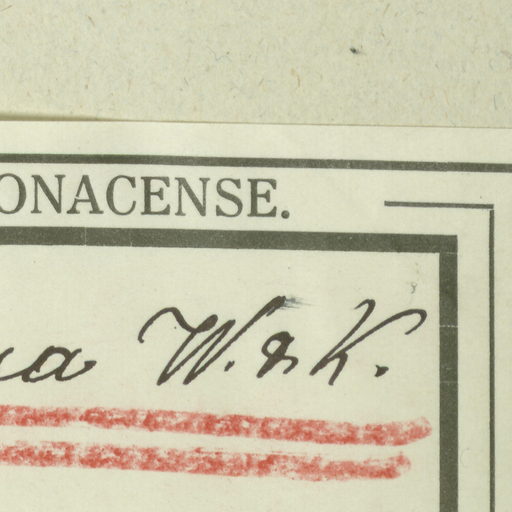 ONACENSE.
a W. & K.